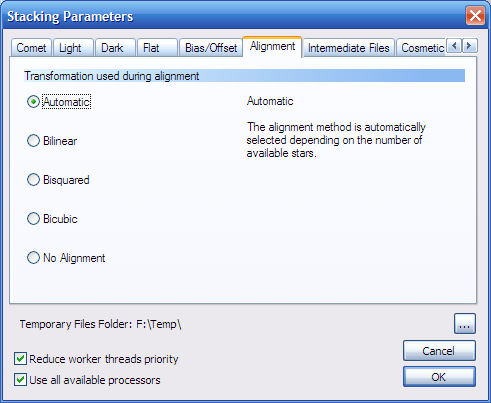 Stacking Parameters
Comet Light Dark Flat Bias/Offset Alignment Intermediate Files Cosmetic
Transformation used during alignment
Automatic
Automatic
The alignment method is automatically
selected depending on the number of
available stars.
Bilinear
Bisquared
Bicubic
No Alignment
Temporary Files Folder: F:\Temp\
...
Reduce worker threads priority
Cancel
Use all available processors
OK